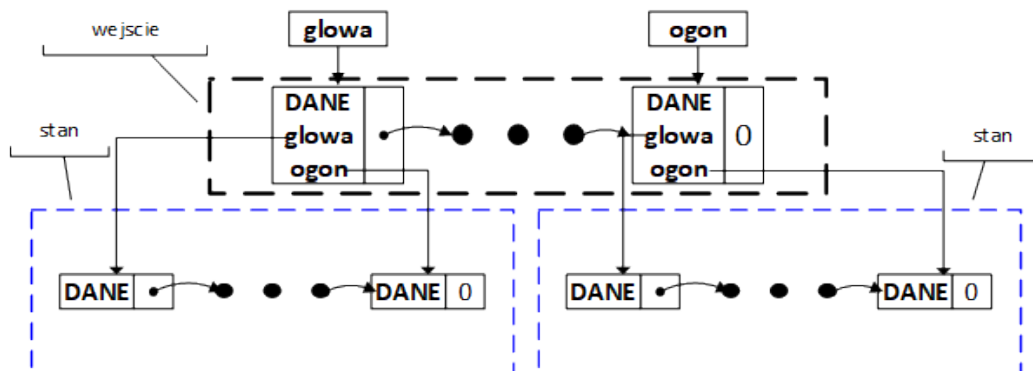 wejscie
glowa
ogon
DANE
glowa
ogon
DANE
glowa
ogon
0
stan
stan
DANE
DANE 0
DANE
DANE 0